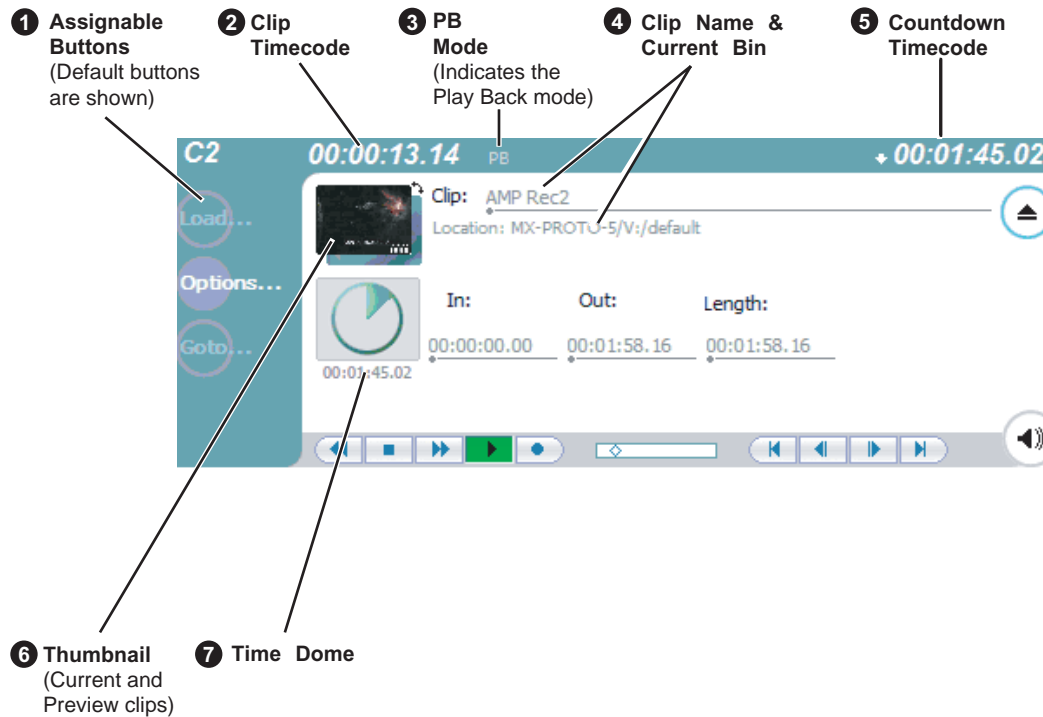 1 Assignable Buttons
(Default buttons are shown)
2 Clip Timecode
3 PB Mode
(Indicates the Play Back mode)
4 Clip Name & Current Bin
5 Countdown Timecode
C2
00:00:13.14
PB
00:01:45.02
Load...
Options...
Goto...
Clip: AMP Rec2
Location: MX-PROTO-5/V:/default
In: Out: Length:
00:00:00.00 00:01:58.16 00:01:58.16
00:01:45.02
6 Thumbnail
(Current and Preview clips)
7 Time Dome